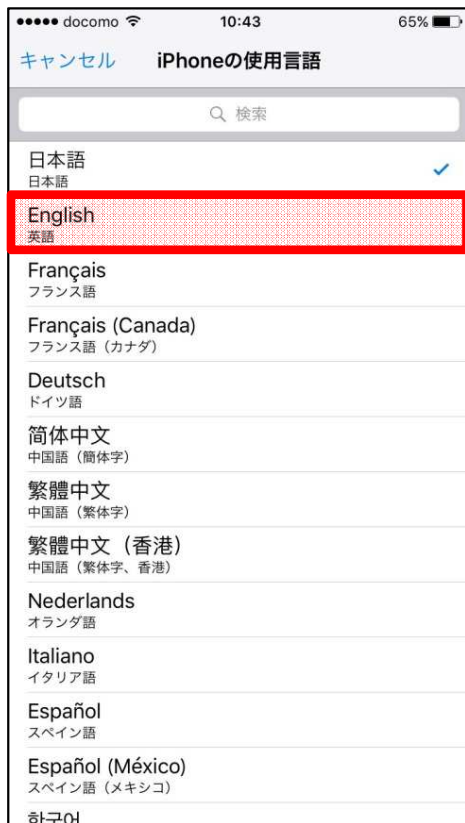 docomo 10:43 65%
キャンセル iPhoneの使用言語
検索
日本語
日本語
English
英語
Français
フランス語
Français (Canada)
フランス語（カナダ）
Deutsch
ドイツ語
简体中文
中国語（簡体字）
繁體中文
中国語（繁体字）
繁體中文（香港）
中国語（繁体字、香港）
Nederlands
オランダ語
Italiano
イタリア語
Español
スペイン語
Español (México)
スペイン語（メキシコ）
한국어